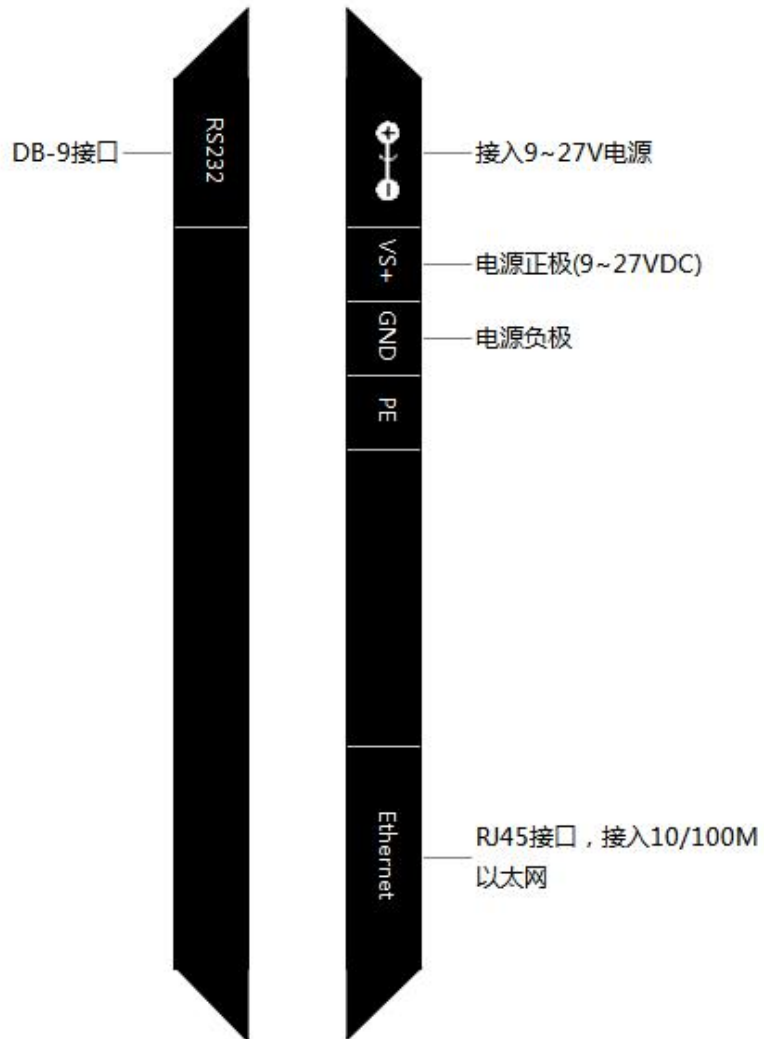 DB-9接口
RS232
接入9~27V电源
VS+
电源正极(9~27VDC)
GND
电源负极
PE
Ethernet
RJ45接口，接入10/100M
以太网